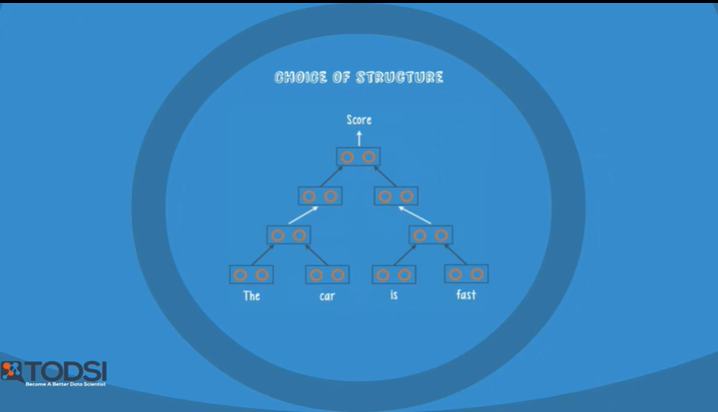 CHOICE OF STRUCTURE
Score
The car is fast
TODSI
Become A Better Data Scientist